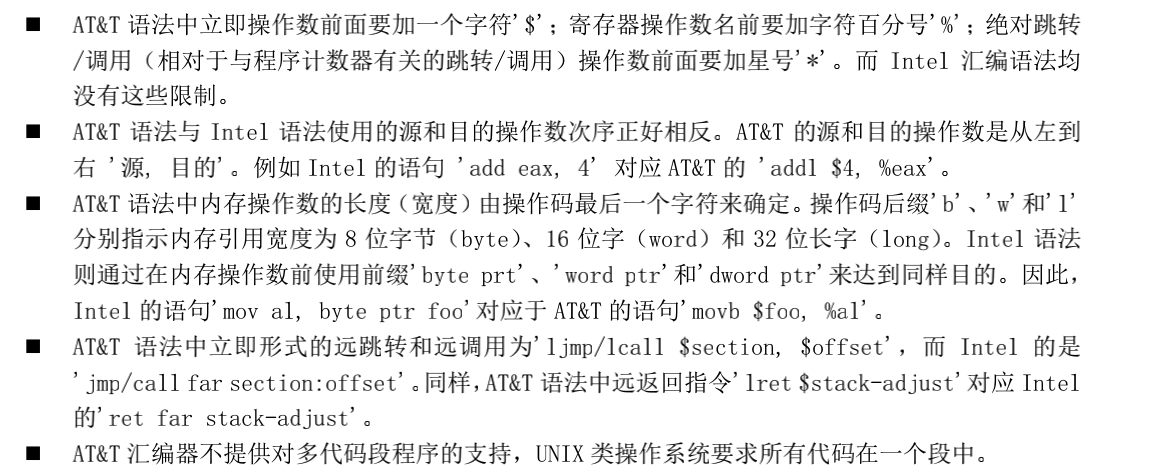 ■ AT&T 语法中立即操作数前面要加一个字符'$'；寄存器操作数名前要加字符百分号'%'；绝对跳转
/调用（相对于与程序计数器有关的跳转/调用）操作数前面要加星号'*'。而 Intel 汇编语法均
没有这些限制。
■ AT&T 语法与 Intel 语法使用的源和目的操作数次序正好相反。AT&T 的源和目的操作数是从左到
右 '源, 目的'。例如 Intel 的语句 'add eax, 4' 对应 AT&T 的 'addl $4, %eax'。
■ AT&T 语法中内存操作数的长度（宽度）由操作码最后一个字符来确定。操作码后缀'b'、'w'和'l'
分别指示内存引用宽度为 8 位字节（byte）、16 位字（word）和 32 位长字（long）。Intel 语法
则通过在内存操作数前使用前缀'byte prt'、'word ptr'和'dword ptr'来达到同样目的。因此，
Intel 的语句'mov al, byte ptr foo'对应于 AT&T 的语句'movb $foo, %al'。
■ AT&T 语法中立即形式的远跳转和远调用为'ljmp/lcall $section, $offset'，而 Intel 的是
'jmp/call far section:offset'。同样，AT&T 语法中远返回指令'lret $stack-adjust'对应 Intel
的'ret far stack-adjust'。
■ AT&T 汇编器不提供对多代码段程序的支持，UNIX 类操作系统要求所有代码在一个段中。